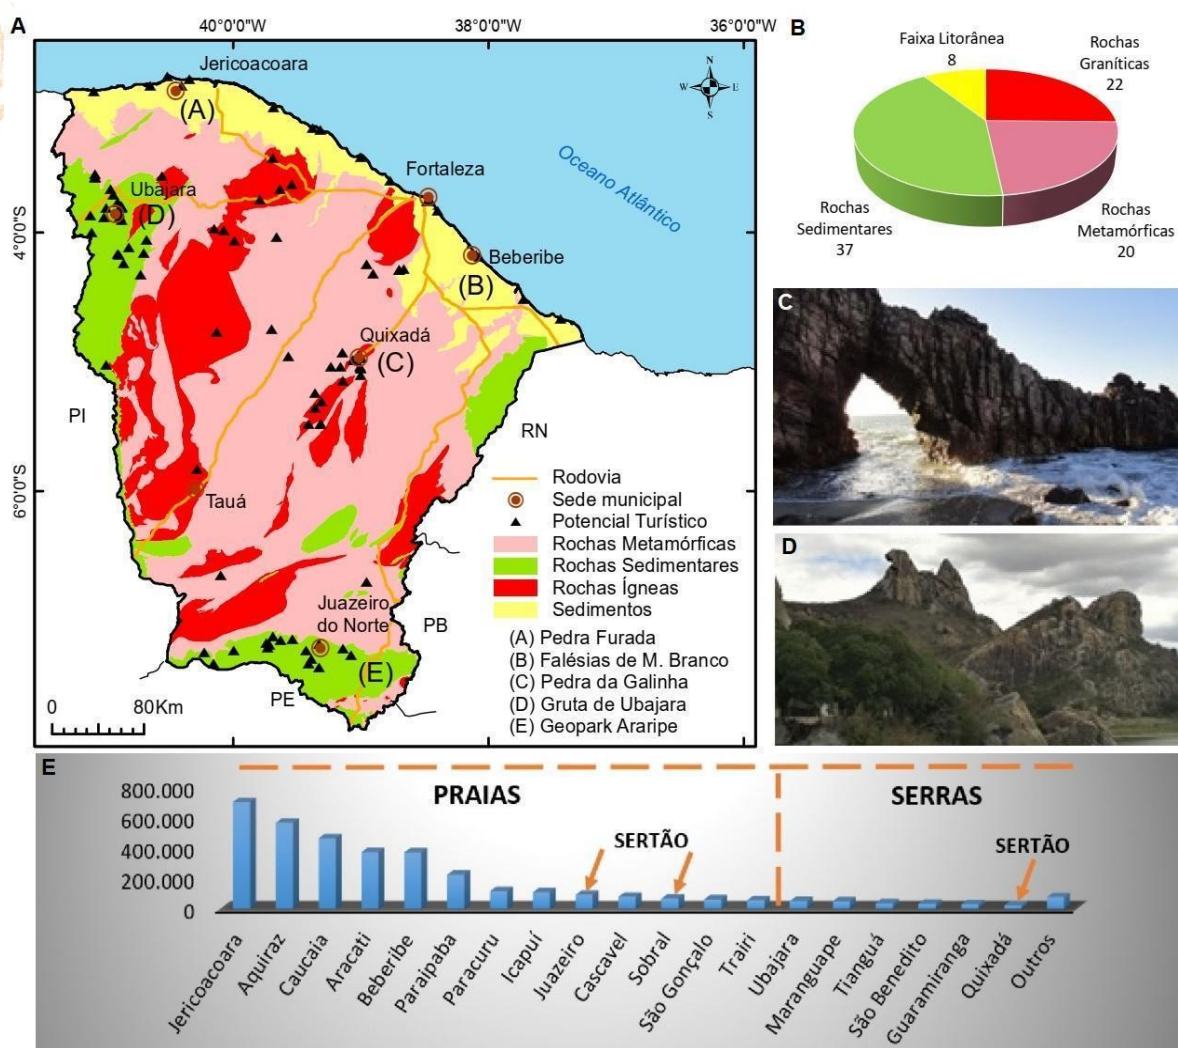 A
40°0'0"W
38°0'0"W
36°0'0"W
Jericoacoara
(A)
N
W
E
S
Oceano Atlântico
Fortaleza
Ubajara
(D)
4°0'0"S
Beberibe
(B)
Quixadá
(C)
PI
RN
Tauá
6°0'0"S
Juazeiro
do Norte
PB
(E)
PE
0
80Km
Rodovia
Sede municipal
Potencial Turístico
Rochas Metamórficas
Rochas Sedimentares
Rochas Ígneas
Sedimentos
(A) Pedra Furada
(B) Falésias de M. Branco
(C) Pedra da Galinha
(D) Gruta de Ubajara
(E) Geopark Araripe
B
Faixa Litorânea
8
Rochas
Graníticas
22
Rochas
Sedimentares
37
Rochas
Metamórficas
20
C
D
E
PRAIAS
SERRAS
SERTÃO
SERTÃO
800.000
600.000
400.000
200.000
0
Jericoacoara
Aquiraz
Caucaia
Aracati
Beberibe
Paraipaba
Paracuru
Icapuí
Juazeiro
Cascavel
Sobral
São Gonçalo
Trairi
Ubajara
Maranguape
Tianguá
São Benedito
Guaramiranga
Quixadá
Outros